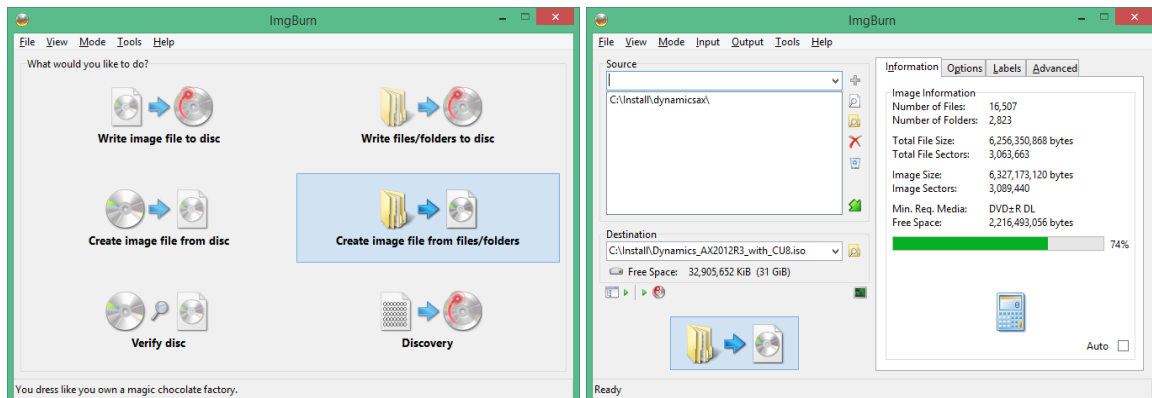 ImgBurn
File View Mode Tools Help
What would you like to do?
Write image file to disc
Write files/folders to disc
Create image file from disc
Create image file from files/folders
Verify disc
Discovery
You dress like you own a magic chocolate factory.
ImgBurn
File View Mode Input Output Tools Help
Source
C:\Install\dynamicsax\
Destination
C:\Install\Dynamics_AX2012R3_with_CU8.iso
Free Space: 32,905,652 KiB (31 GiB)
Information Options Labels Advanced
Image Information
Number of Files: 16,507
Number of Folders: 2,823
Total File Size: 6,256,350,868 bytes
Total File Sectors: 3,063,663
Image Size: 6,327,173,120 bytes
Image Sectors: 3,089,440
Min. Req. Media: DVD±R DL
Free Space: 2,216,493,056 bytes
74%
Auto
Ready